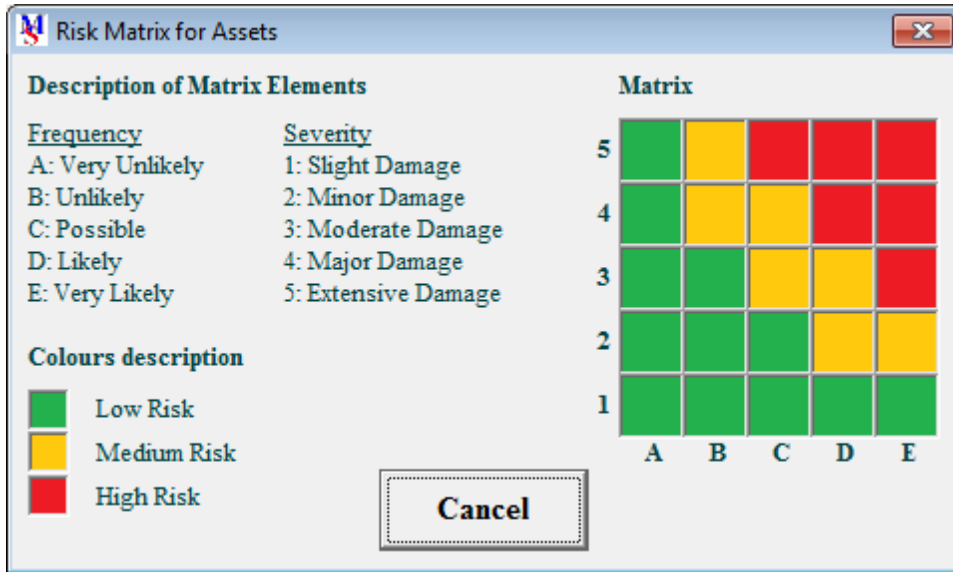 MS Risk Matrix for Assets
Description of Matrix Elements
Frequency
A: Very Unlikely
B: Unlikely
C: Possible
D: Likely
E: Very Likely
Severity
1: Slight Damage
2: Minor Damage
3: Moderate Damage
4: Major Damage
5: Extensive Damage
Colours description
Low Risk
Medium Risk
High Risk
Matrix
5
4
3
2
1
A B C D E
Cancel